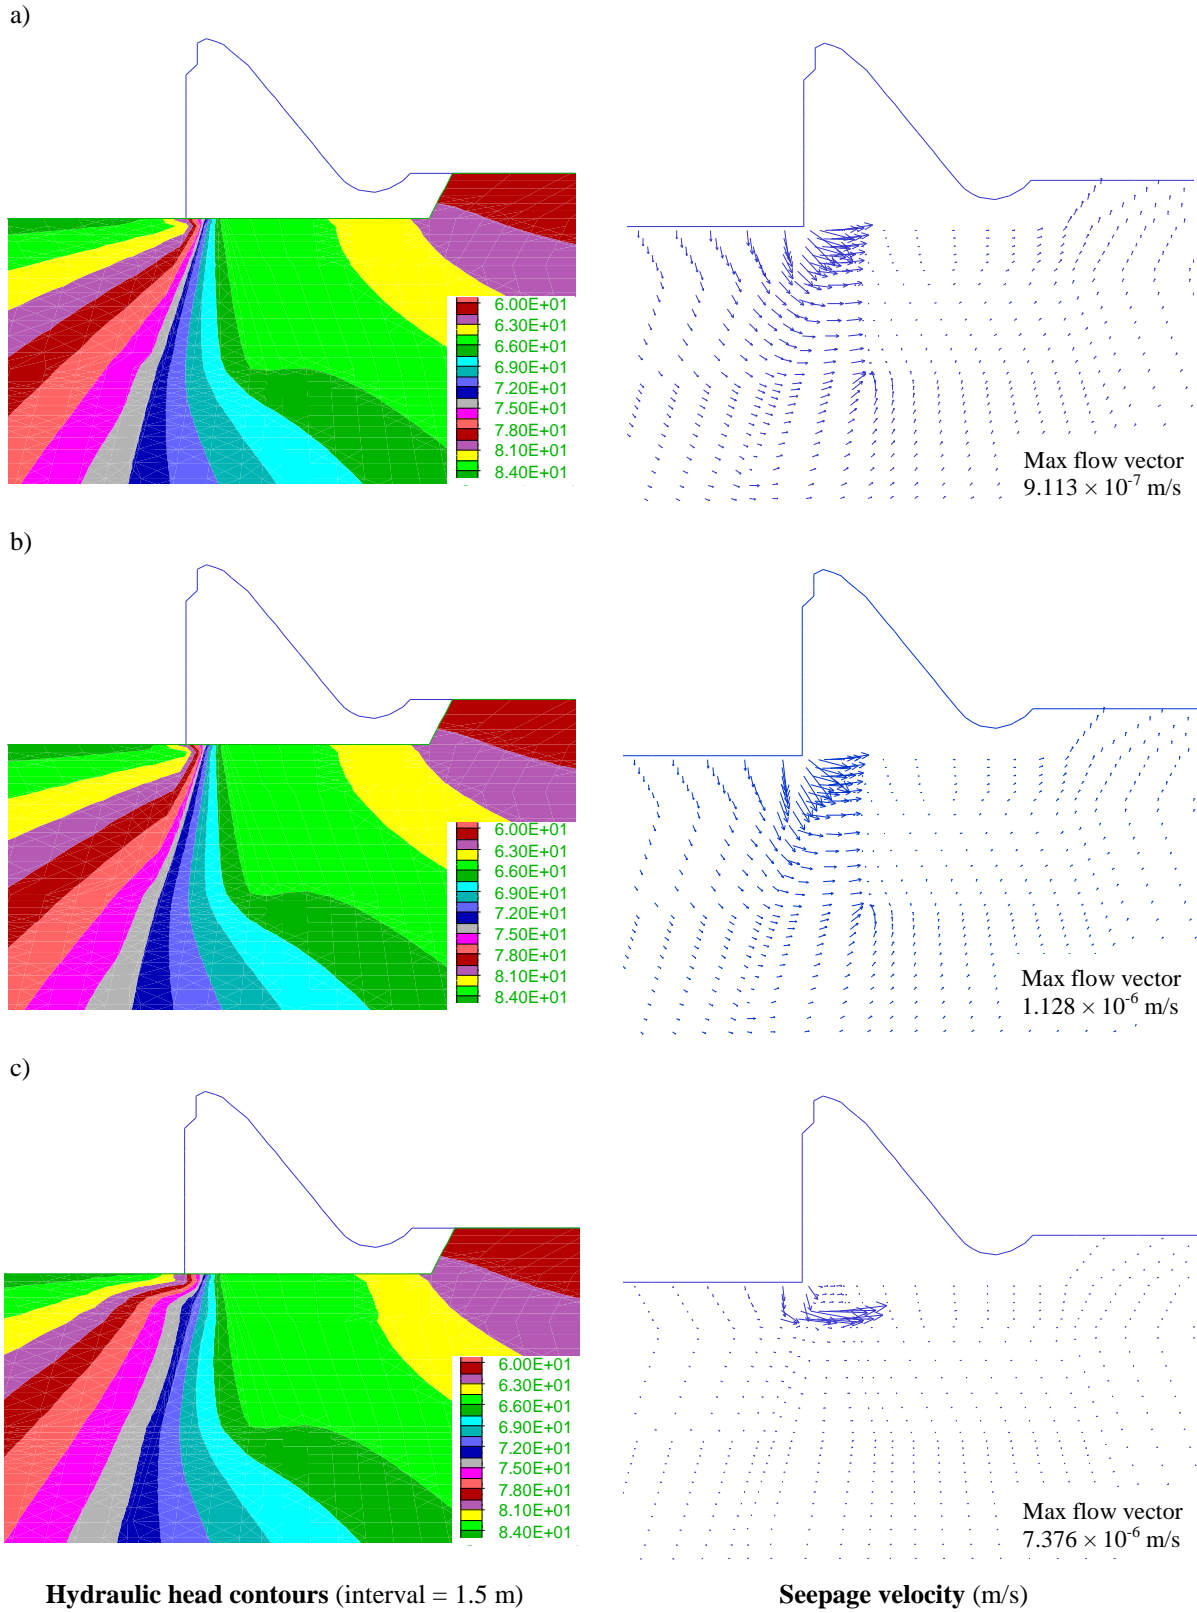 a)
6.00E+01
6.30E+01
6.60E+01
6.90E+01
7.20E+01
7.50E+01
7.80E+01
8.10E+01
8.40E+01
Max flow vector
9.113 × 10-7 m/s
b)
6.00E+01
6.30E+01
6.60E+01
6.90E+01
7.20E+01
7.50E+01
7.80E+01
8.10E+01
8.40E+01
Max flow vector
1.128 × 10-6 m/s
c)
6.00E+01
6.30E+01
6.60E+01
6.90E+01
7.20E+01
7.50E+01
7.80E+01
8.10E+01
8.40E+01
Max flow vector
7.376 × 10-6 m/s
Hydraulic head contours (interval = 1.5 m)
Seepage velocity (m/s)